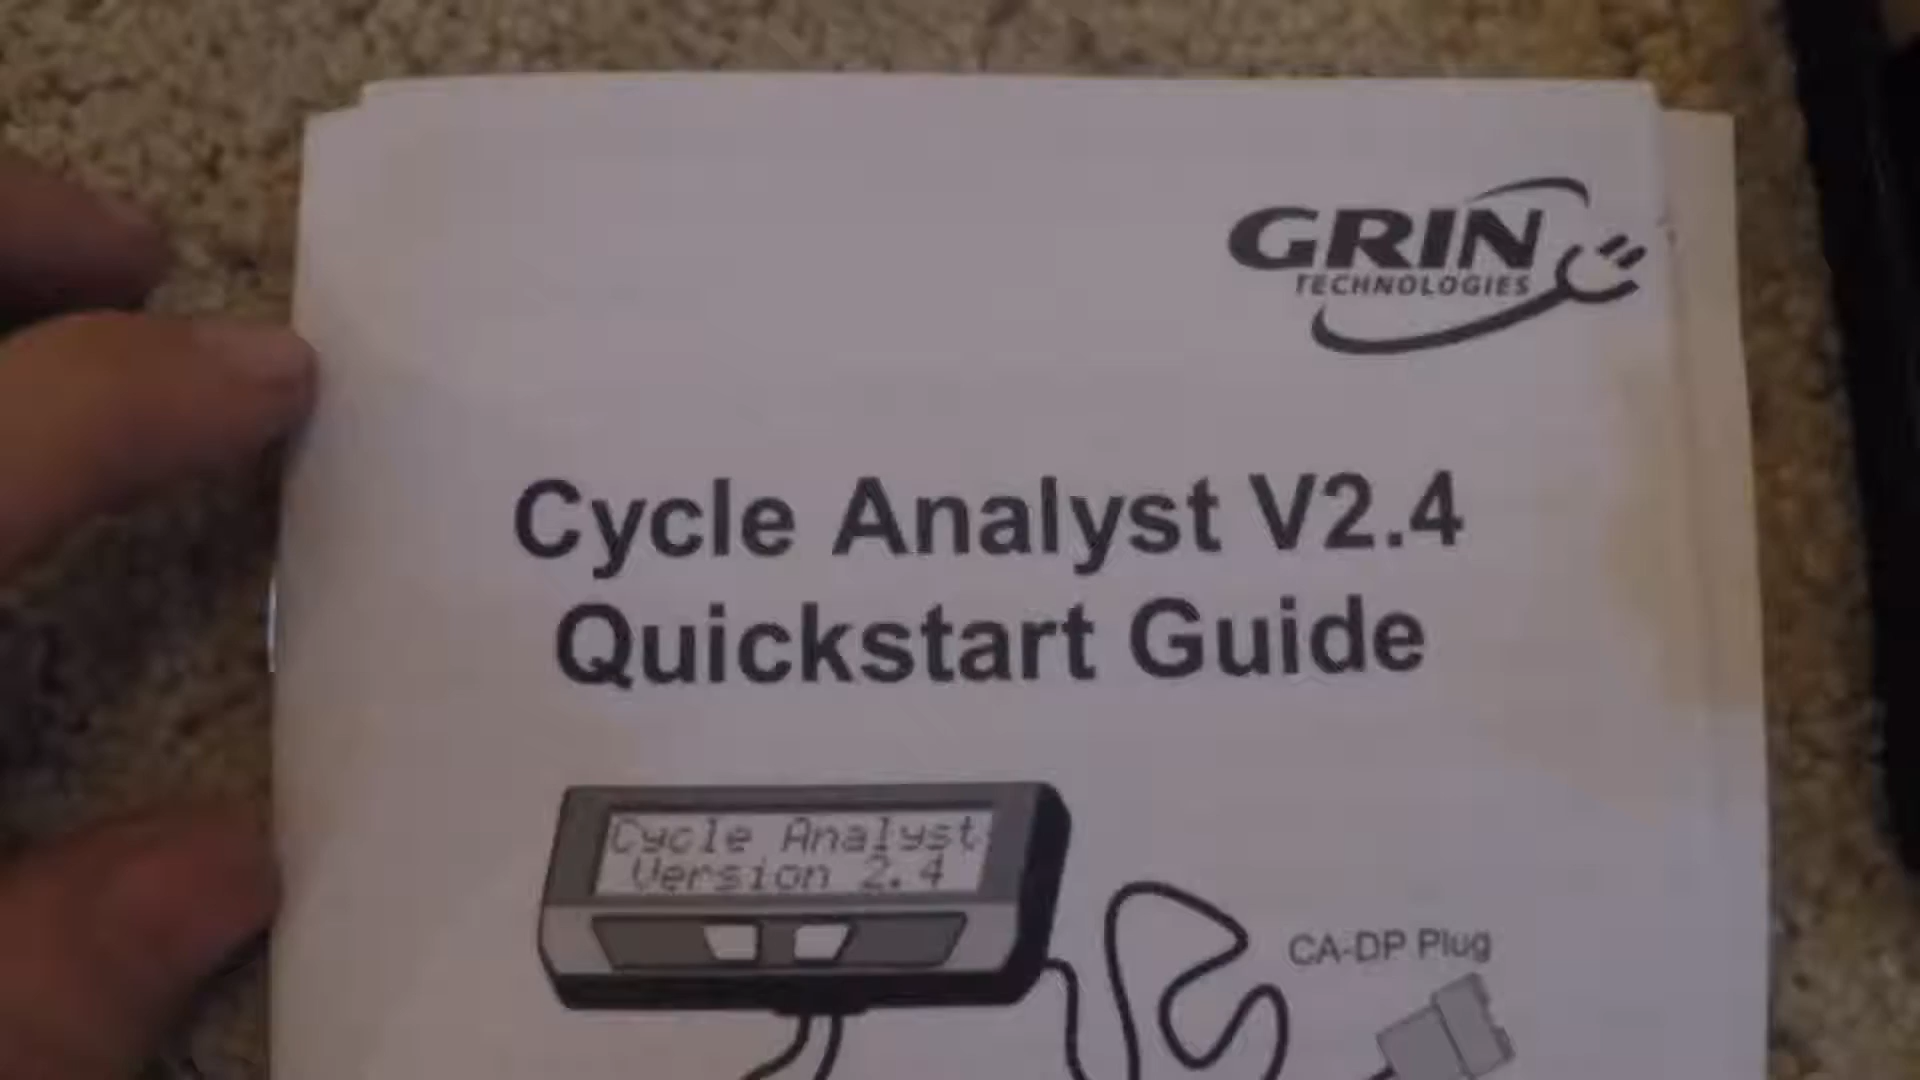 GRIN
TECHNOLOGIES
Cycle Analyst V2.4
Quickstart Guide
Cycle Analyst
Version 2.4
CA-DP Plug